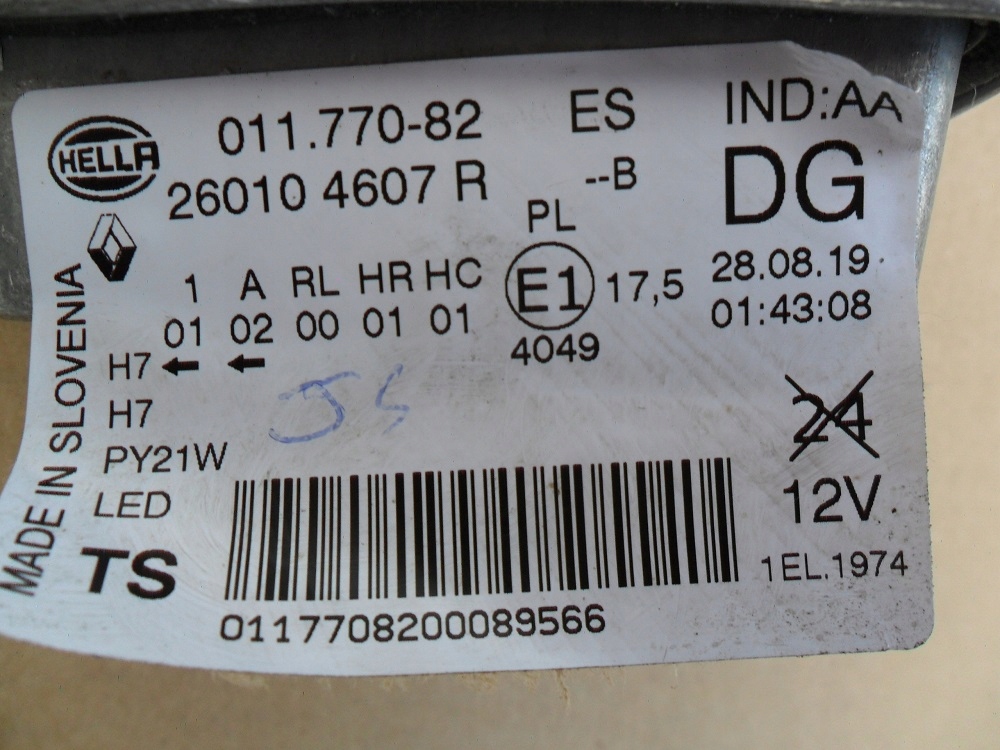 HELLA
011.770-82
ES
IND:AA
26010 4607 R
--B
DG
PL
1 A RL HR HC
E1
17,5
28.08.19
01 02 00 01 01
4049
01:43:08
H7
H7
24
PY21W
LED
12V
TS
1EL.1974
MADE IN SLOVENIA
0117708200089566